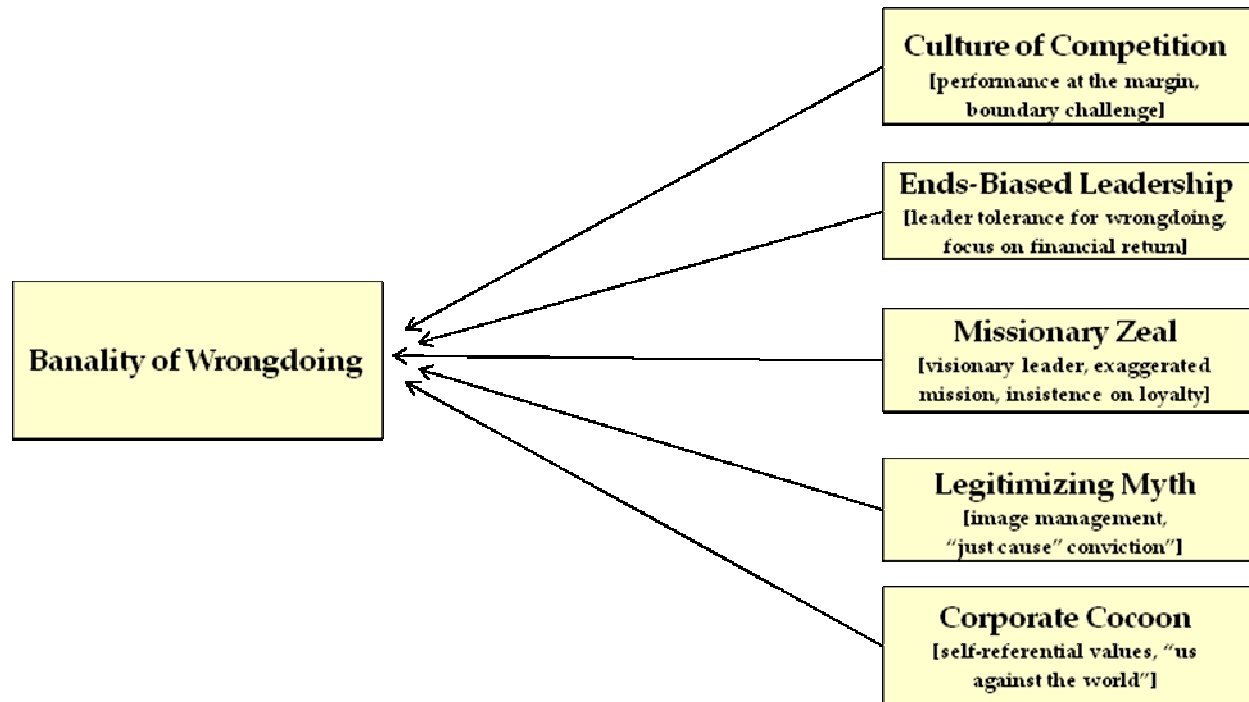 Culture of Competition
[performance at the margin,
boundary challenge]
Ends-Biased Leadership
[leader tolerance for wrongdoing,
focus on financial return]
Banality of Wrongdoing
Missionary Zeal
[visionary leader, exaggerated
mission, insistence on loyalty]
Legitimizing Myth
[image management,
“just cause” conviction”]
Corporate Cocoon
[self-referential values, “us
against the world”]